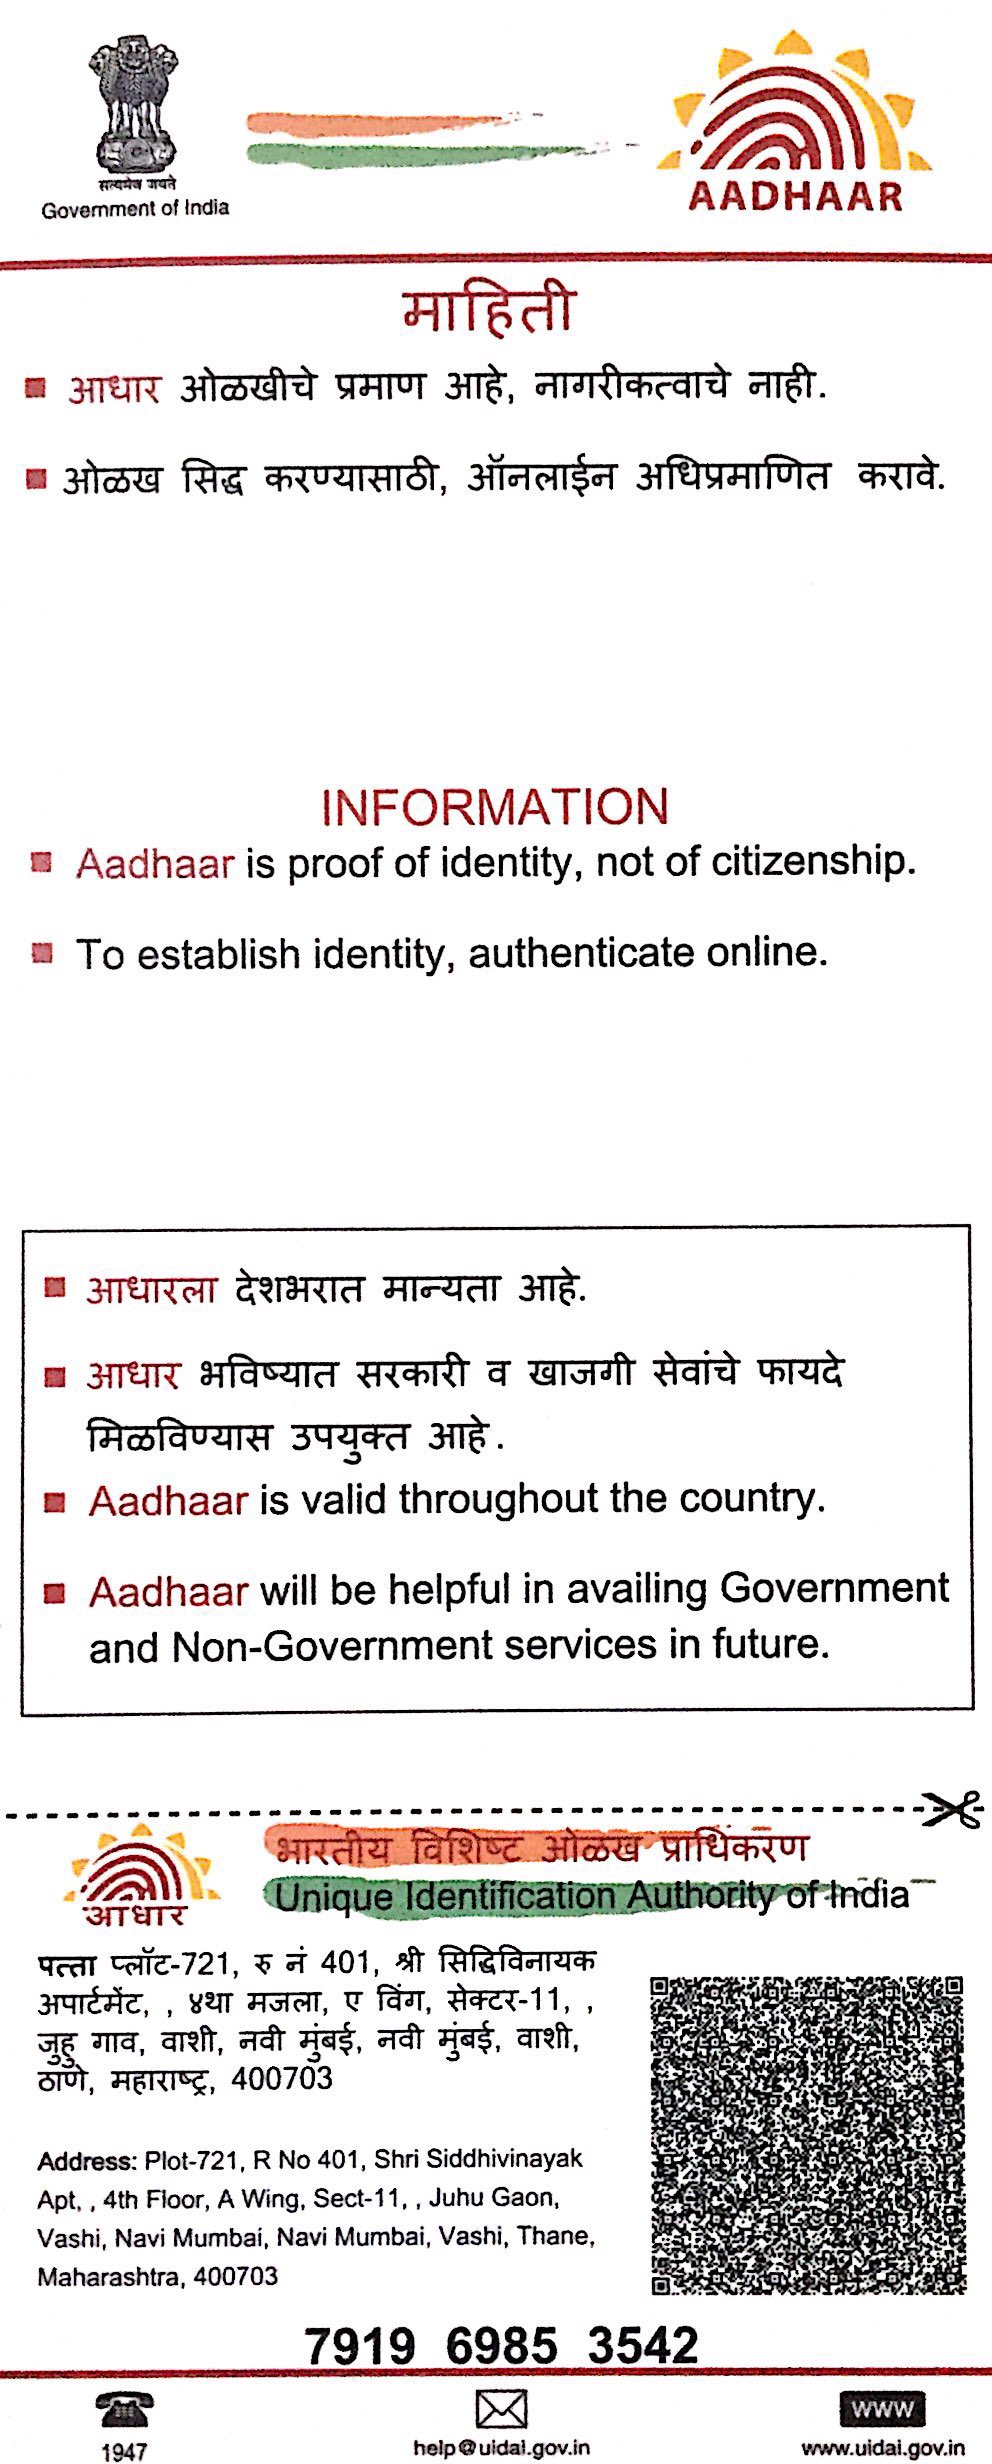 सत्यमेव जयते
Government of India
AADHAAR
माहिती
आधार ओळखीचे प्रमाण आहे, नागरीकत्वाचे नाही.
ओळख सिद्ध करण्यासाठी, ऑनलाईन अधिप्रमाणित करावे.
INFORMATION
Aadhaar is proof of identity, not of citizenship.
To establish identity, authenticate online.
आधारला देशभरात मान्यता आहे.
आधार भविष्यात सरकारी व खाजगी सेवांचे फायदे
मिळविण्यास उपयुक्त आहे.
Aadhaar is valid throughout the country.
Aadhaar will be helpful in availing Government
and Non-Government services in future.
भारतीय विशिष्ट ओळख प्राधिकरण
Unique Identification Authority of India
आधार
पत्ता प्लॉट-721, रु नं 401, श्री सिद्धिविनायक
अपार्टमेंट, , ४था मजला, ए विंग, सेक्टर-11, ,
जुहू गाव, वाशी, नवी मुंबई, नवी मुंबई, वाशी,
ठाणे, महाराष्ट्र, 400703
Address: Plot-721, R No 401, Shri Siddhivinayak
Apt, , 4th Floor, A Wing, Sect-11, , Juhu Gaon,
Vashi, Navi Mumbai, Navi Mumbai, Vashi, Thane,
Maharashtra, 400703
7919 6985 3542
WWW
1947
help@uidai.gov.in
www.uidai.gov.in